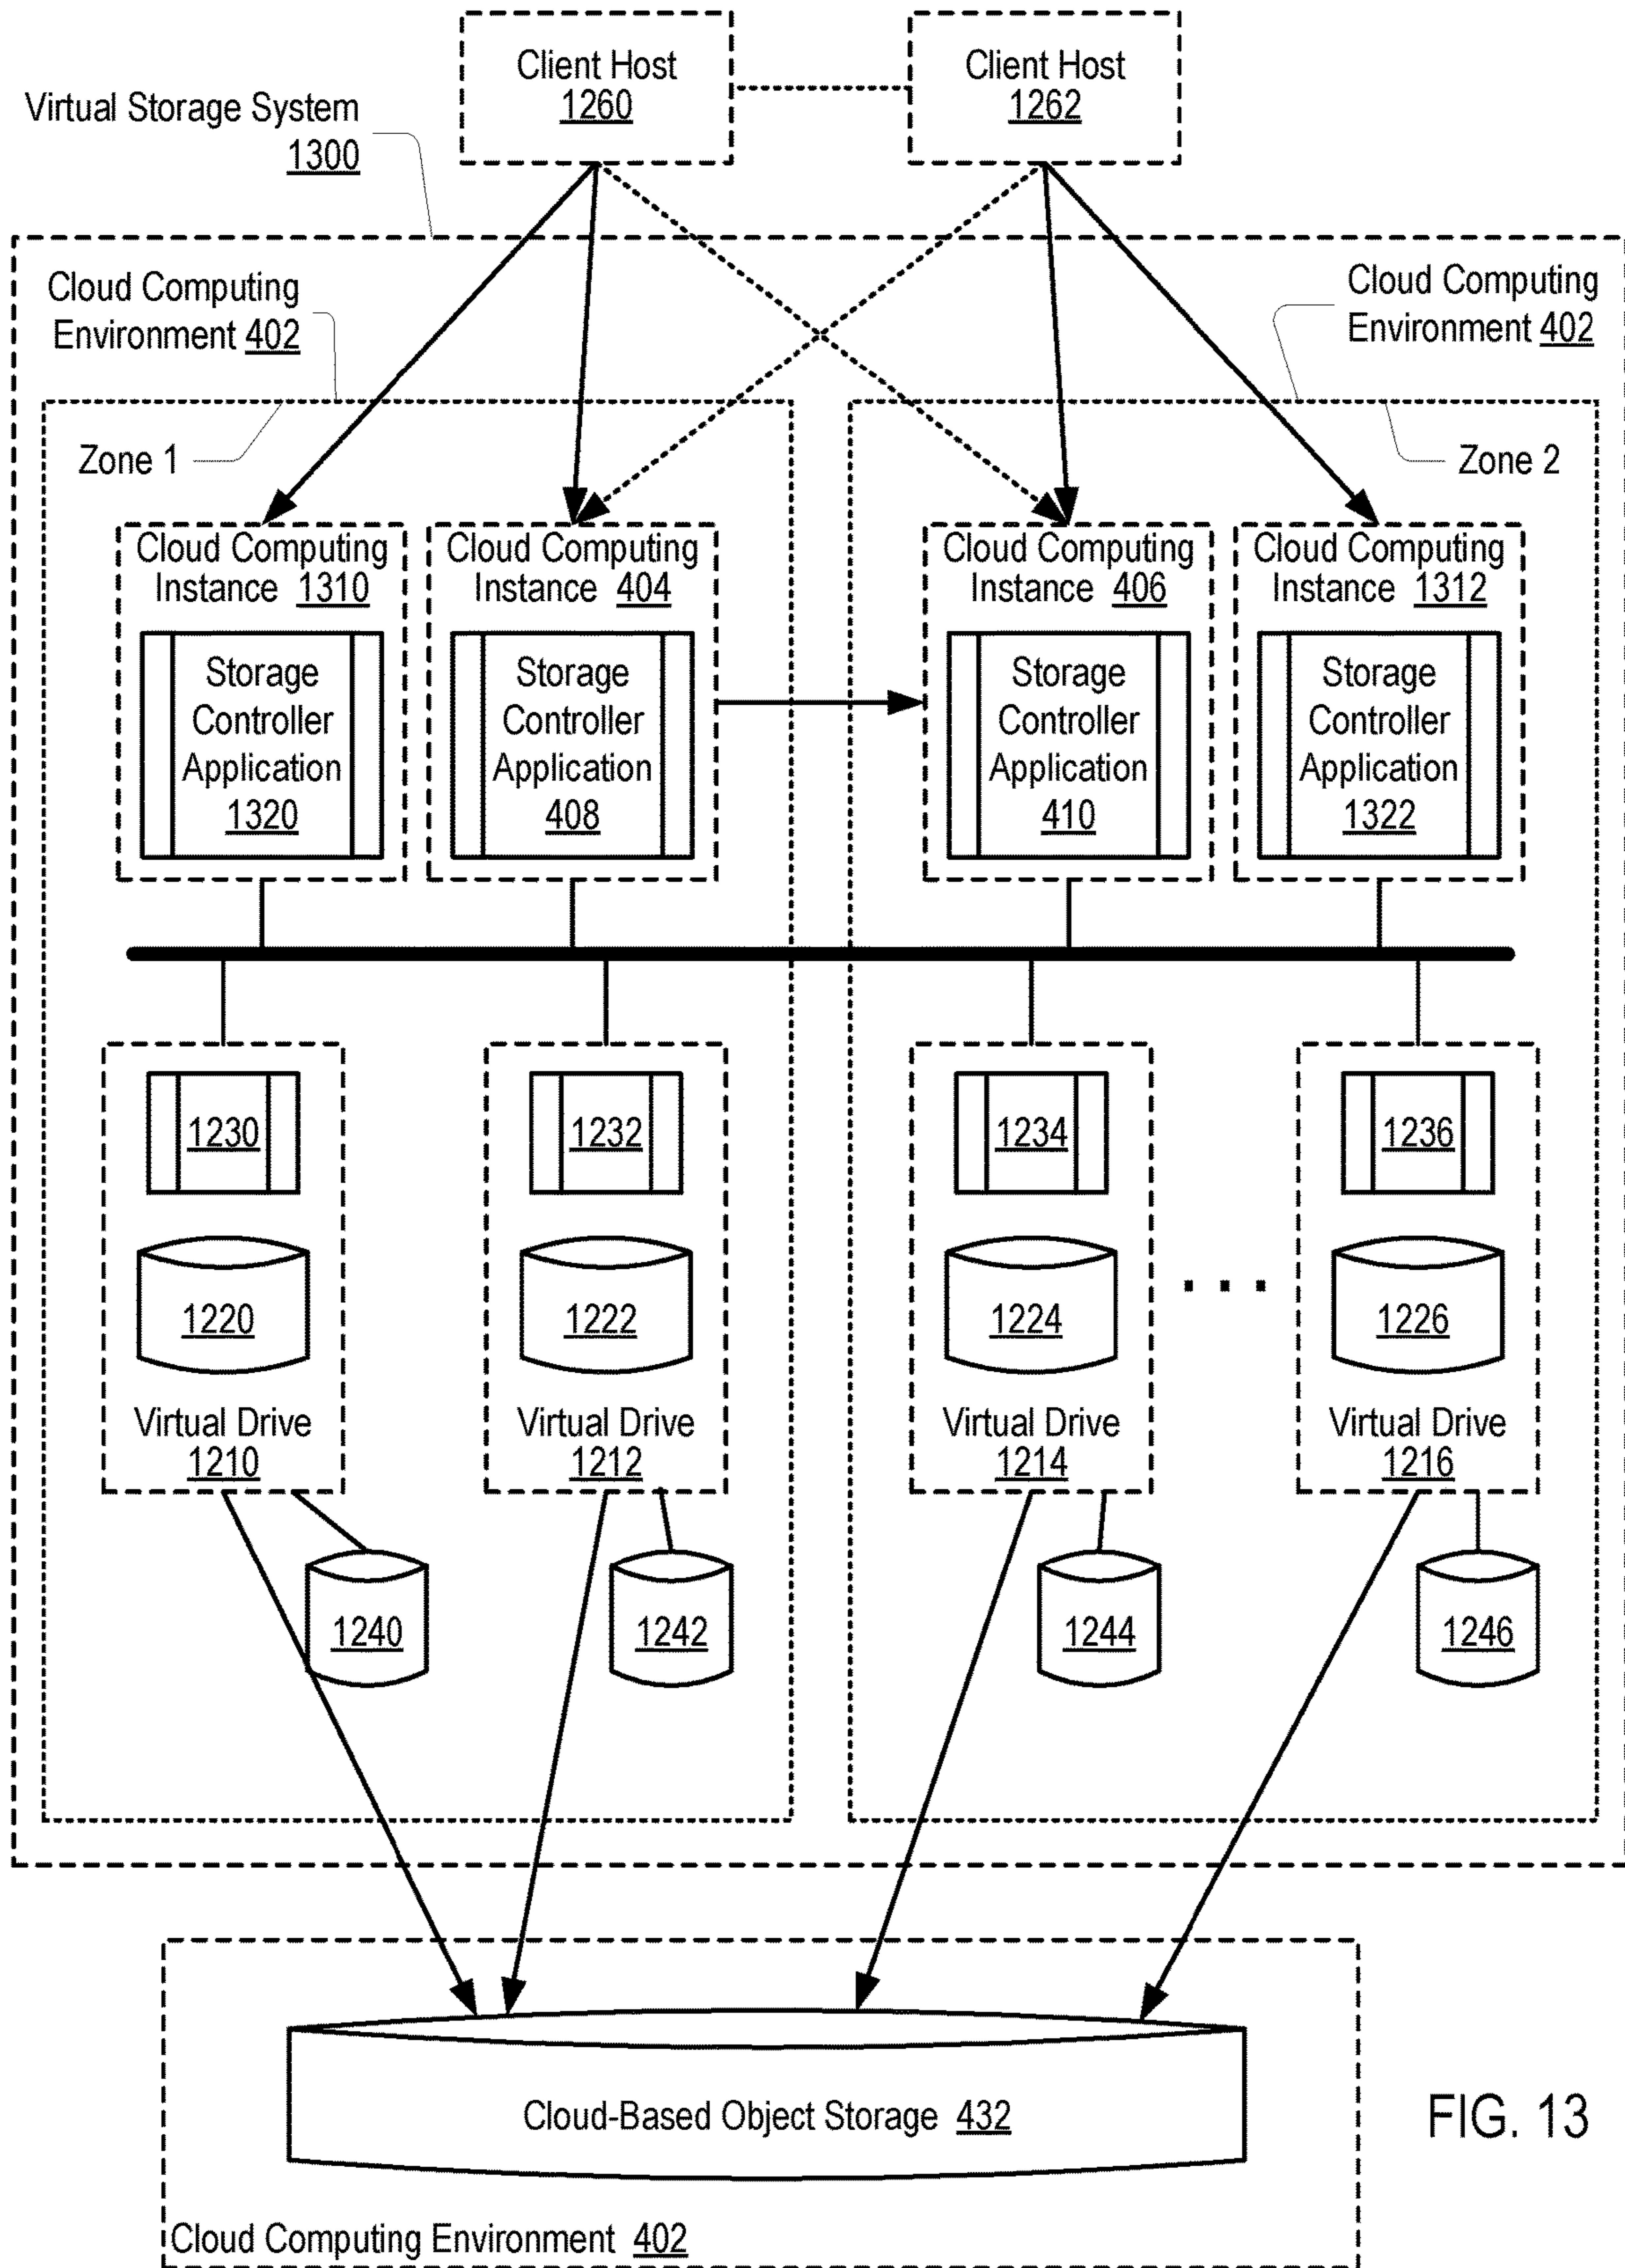 Client Host
1260
Client Host
1262
Virtual Storage System
1300
Cloud Computing
Environment 402
Cloud Computing
Environment 402
Zone 1
Zone 2
Cloud Computing
Instance 1310
Storage
Controller
Application
1320
Cloud Computing
Instance 404
Storage
Controller
Application
408
Cloud Computing
Instance 406
Storage
Controller
Application
410
Cloud Computing
Instance 1312
Storage
Controller
Application
1322
1230
1220
Virtual Drive
1210
1232
1222
Virtual Drive
1212
1234
1224
Virtual Drive
1214
. . .
1236
1226
Virtual Drive
1216
1240
1242
1244
1246
Cloud-Based Object Storage 432
Cloud Computing Environment 402
FIG. 13